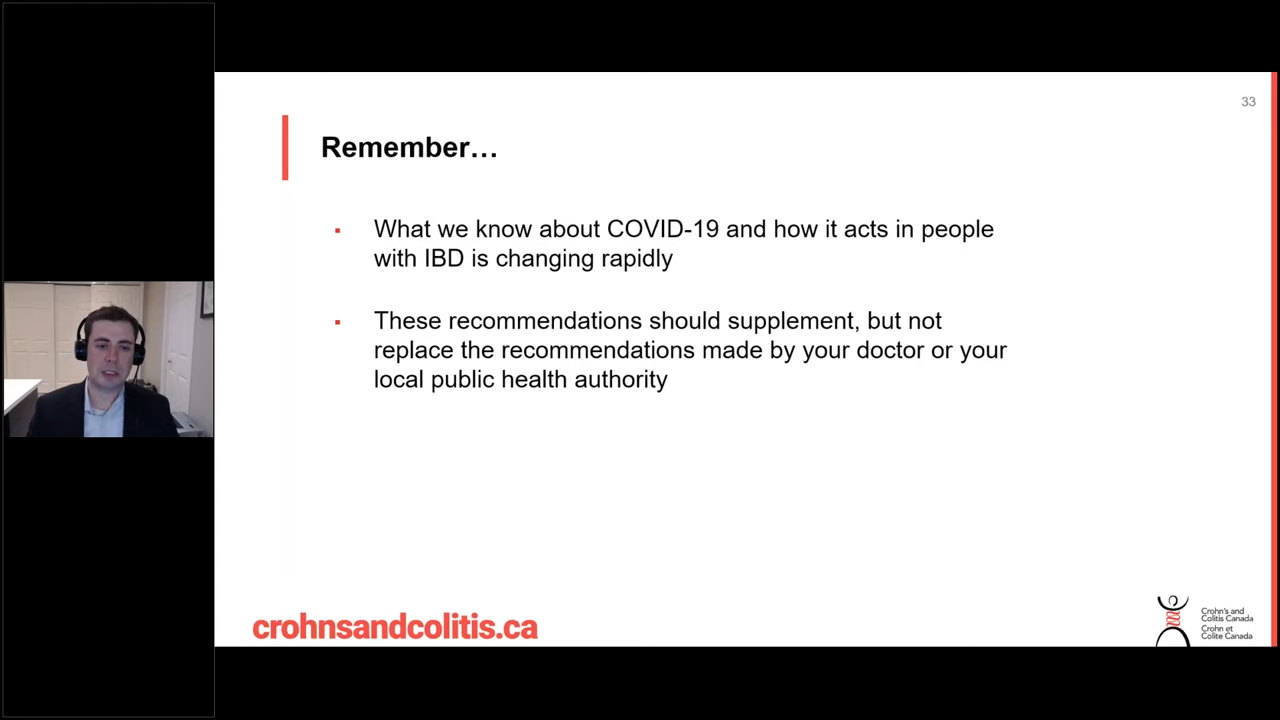 33
Remember...
▪ What we know about COVID-19 and how it acts in people
with IBD is changing rapidly
▪ These recommendations should supplement, but not
replace the recommendations made by your doctor or your
local public health authority
crohnsandcolitis.ca
Crohn's and
Colitis Canada
Crohn et
Colite Canada